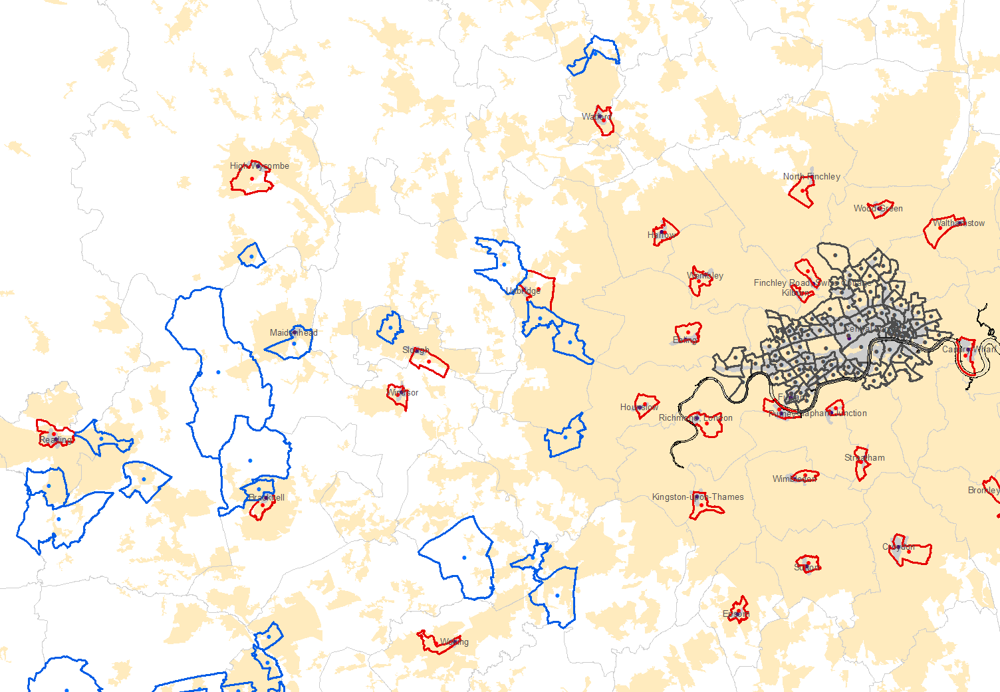 Watford
High Wycombe
North Finchley
Wood Green
Walthamstow
Harrow
Wembley
Finchley Road/Swiss Cottage
Kilburn
Uxbridge
Maidenhead
Central London
Ealing
Slough
Canary Wharf
Windsor
Fulham
Hounslow
Putney
Clapham Junction
Richmond, London
Reading
Streatham
Wimbledon
Bromley
Kingston-upon-Thames
Bracknell
Croydon
Sutton
Epsom
Woking